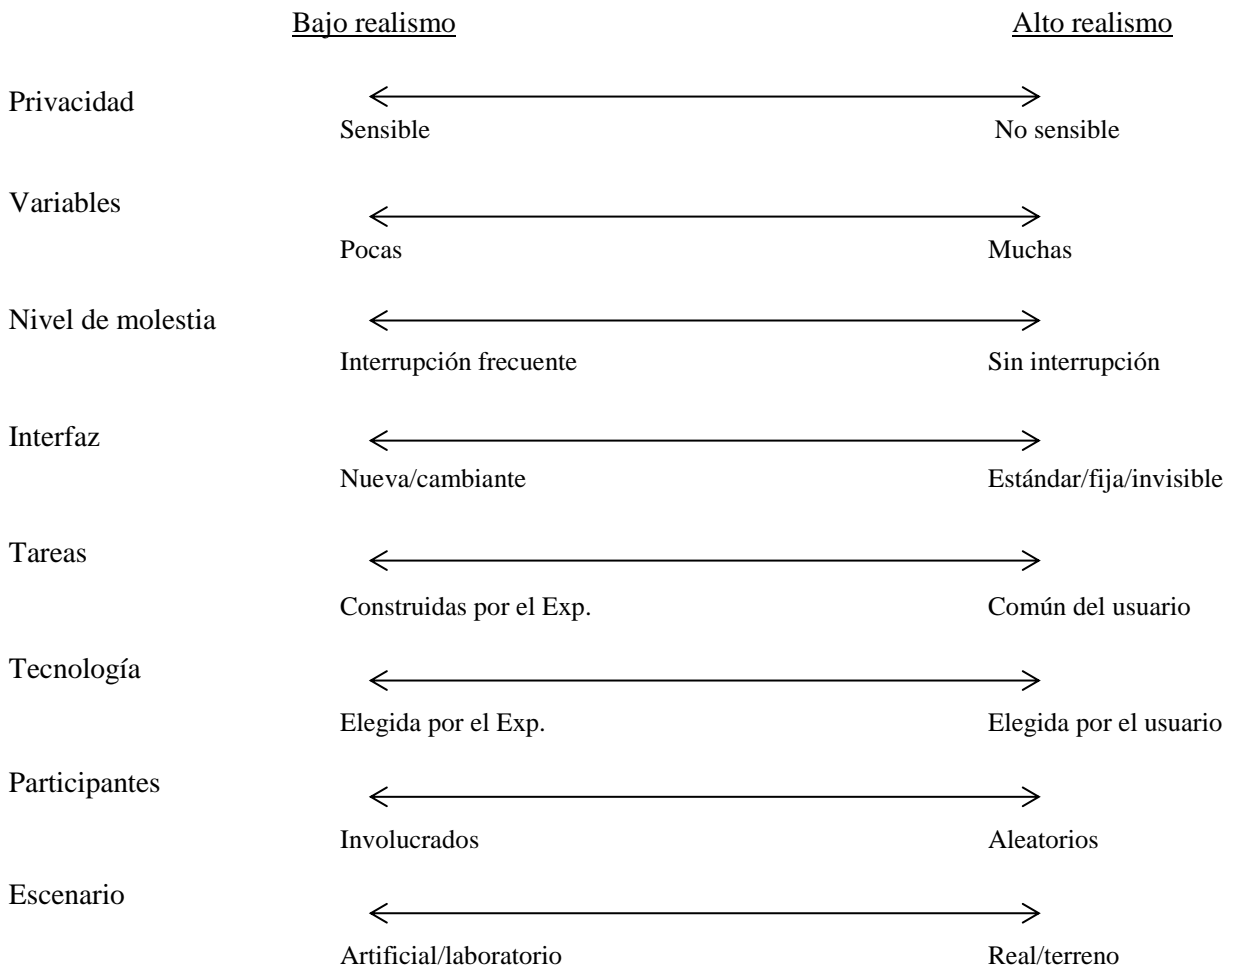 Bajo realismo Alto realismo
Privacidad
Sensible No sensible
Variables
Pocas Muchas
Nivel de molestia
Interrupción frecuente Sin interrupción
Interfaz
Nueva/cambiante Estándar/fija/invisible
Tareas
Construidas por el Exp. Común del usuario
Tecnología
Elegida por el Exp. Elegida por el usuario
Participantes
Involucrados Aleatorios
Escenario
Artificial/laboratorio Real/terreno